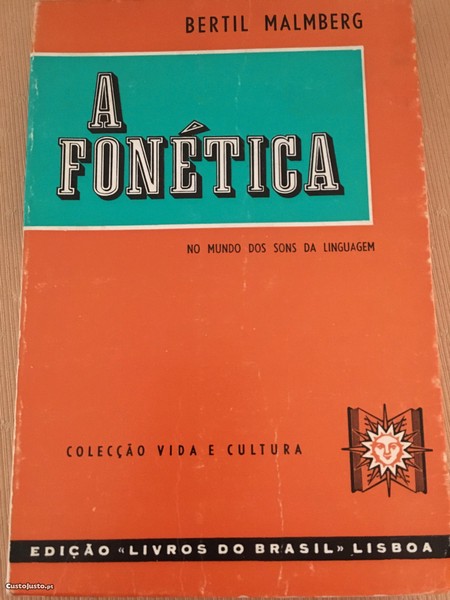 BERTIL MALMBERG
A
FONÉTICA
NO MUNDO DOS SONS DA LINGUAGEM
COLECÇÃO VIDA E CULTURA
EDIÇÃO «LIVROS DO BRASIL» LISBOA
CustoJusto.pt